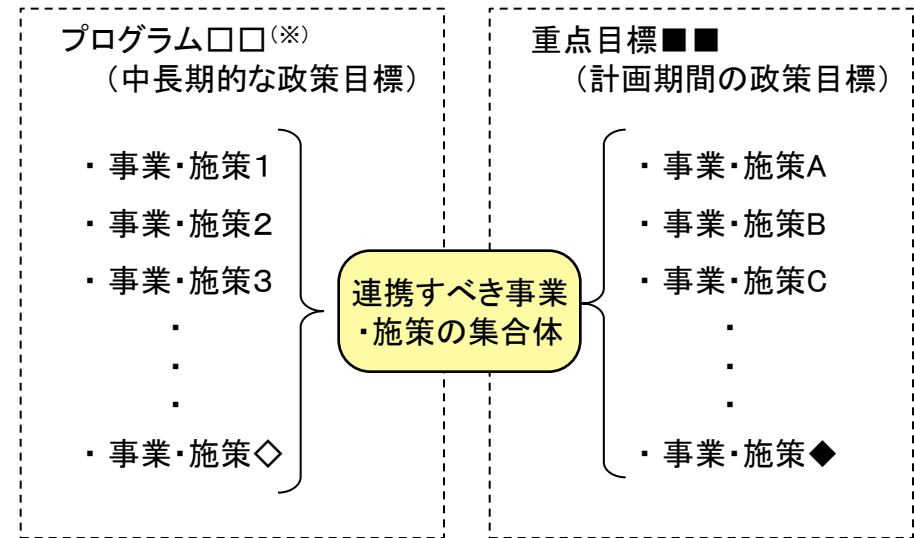 プログラム□□(※)
(中長期的な政策目標)
・事業・施策1
・事業・施策2
・事業・施策3
・
・
・
・事業・施策◇
連携すべき事業
・施策の集合体
重点目標■■
(計画期間の政策目標)
・事業・施策A
・事業・施策B
・事業・施策C
・
・
・
・事業・施策◆